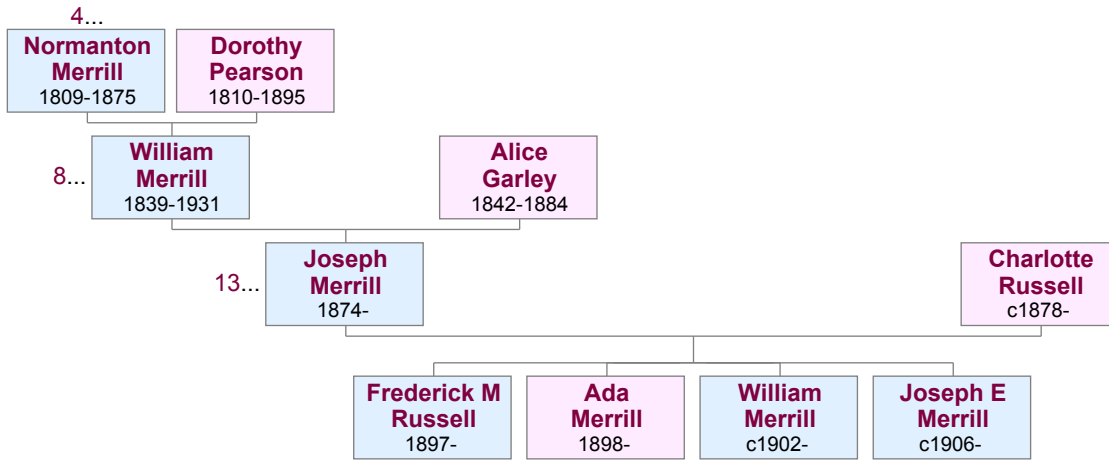 4...
Normanton
Merrill
1809-1875
Dorothy
Pearson
1810-1895
8...
William
Merrill
1839-1931
Alice
Garley
1842-1884
13...
Joseph
Merrill
1874-
Charlotte
Russell
c1878-
Frederick M
Russell
1897-
Ada
Merrill
1898-
William
Merrill
c1902-
Joseph E
Merrill
c1906-